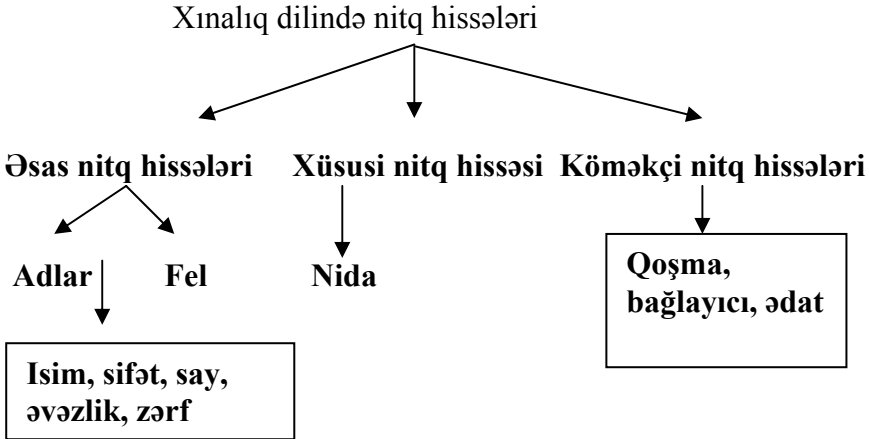 Xınalıq dilində nitq hissələri
Əsas nitq hissələri Xüsusi nitq hissəsi Köməkçi nitq hissələri
Adlar Fel Nida
Qoşma,
bağlayıcı, ədat
Isim, sifət, say,
əvəzlik, zərf